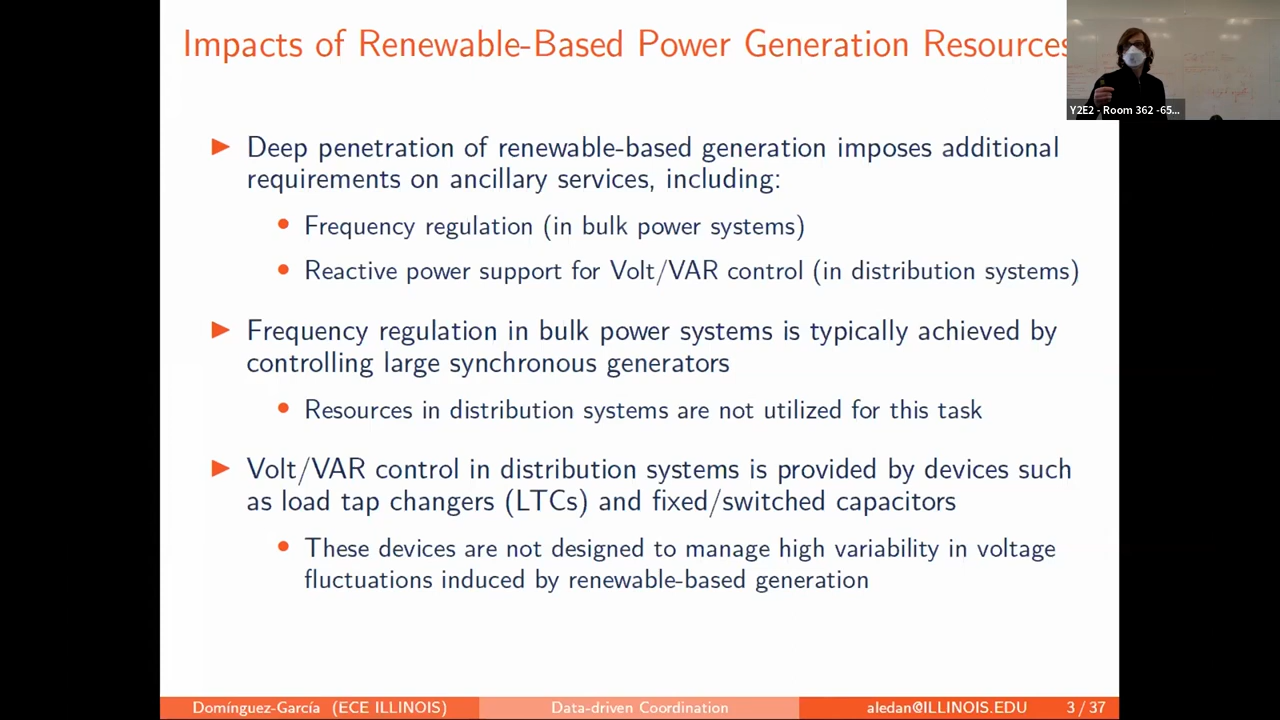 Impacts of Renewable-Based Power Generation Resources
Y2E2 - Room 362 -65...
Deep penetration of renewable-based generation imposes additional
requirements on ancillary services, including:
Frequency regulation (in bulk power systems)
Reactive power support for Volt/VAR control (in distribution systems)
Frequency regulation in bulk power systems is typically achieved by
controlling large synchronous generators
Resources in distribution systems are not utilized for this task
Volt/VAR control in distribution systems is provided by devices such
as load tap changers (LTCs) and fixed/switched capacitors
These devices are not designed to manage high variability in voltage
fluctuations induced by renewable-based generation
Domínguez-García (ECE ILLINOIS) Data-driven Coordination aledan@ILLINOIS.EDU 3 / 37